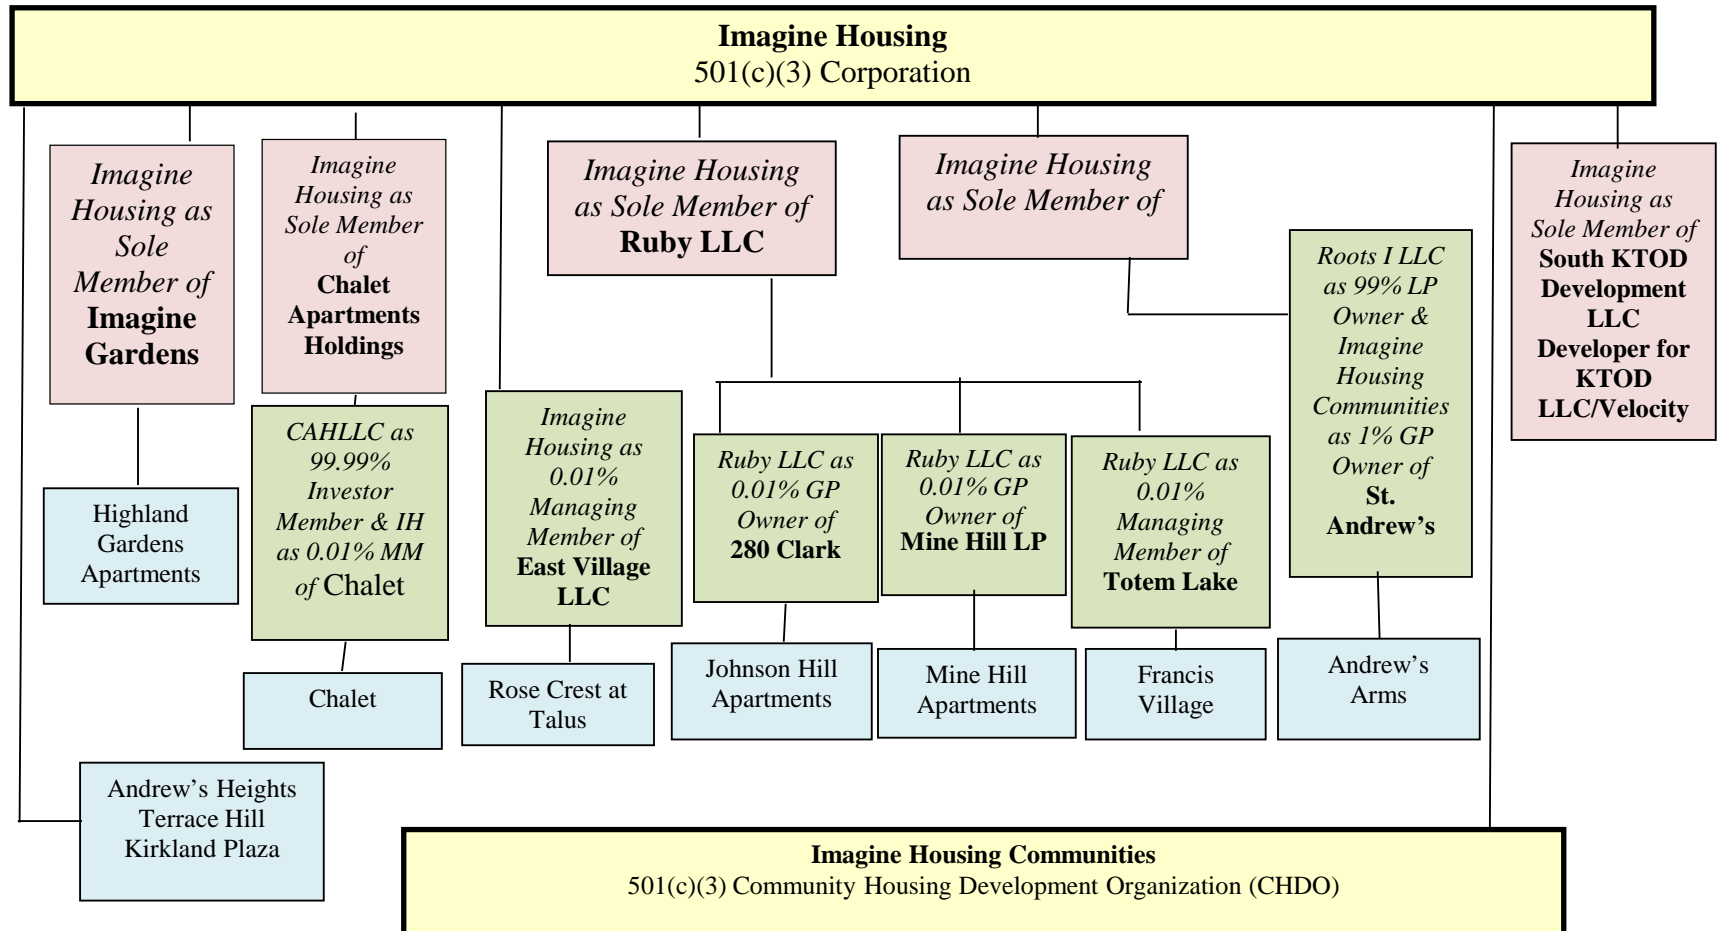 Imagine Housing
501(c)(3) Corporation
Imagine
Housing as
Sole
Member of
Imagine
Gardens
Imagine
Housing as
Sole Member
of
Chalet
Apartments
Holdings
Imagine Housing
as Sole Member of
Ruby LLC
Imagine Housing
as Sole Member of
Imagine
Housing as
Sole Member of
South KTOD
Development
LLC
Developer for
KTOD
LLC/Velocity
Roots I LLC
as 99% LP
Owner &
Imagine
Housing
Communities
as 1% GP
Owner of
St.
Andrew’s
CAHLLC as
99.99%
Investor
Member & IH
as 0.01% MM
of Chalet
Imagine
Housing as
0.01%
Managing
Member of
East Village
LLC
Ruby LLC as
0.01% GP
Owner of
280 Clark
Ruby LLC as
0.01% GP
Owner of
Mine Hill LP
Ruby LLC as
0.01%
Managing
Member of
Totem Lake
Highland
Gardens
Apartments
Chalet
Rose Crest at
Talus
Johnson Hill
Apartments
Mine Hill
Apartments
Francis
Village
Andrew’s
Arms
Andrew’s Heights
Terrace Hill
Kirkland Plaza
Imagine Housing Communities
501(c)(3) Community Housing Development Organization (CHDO)